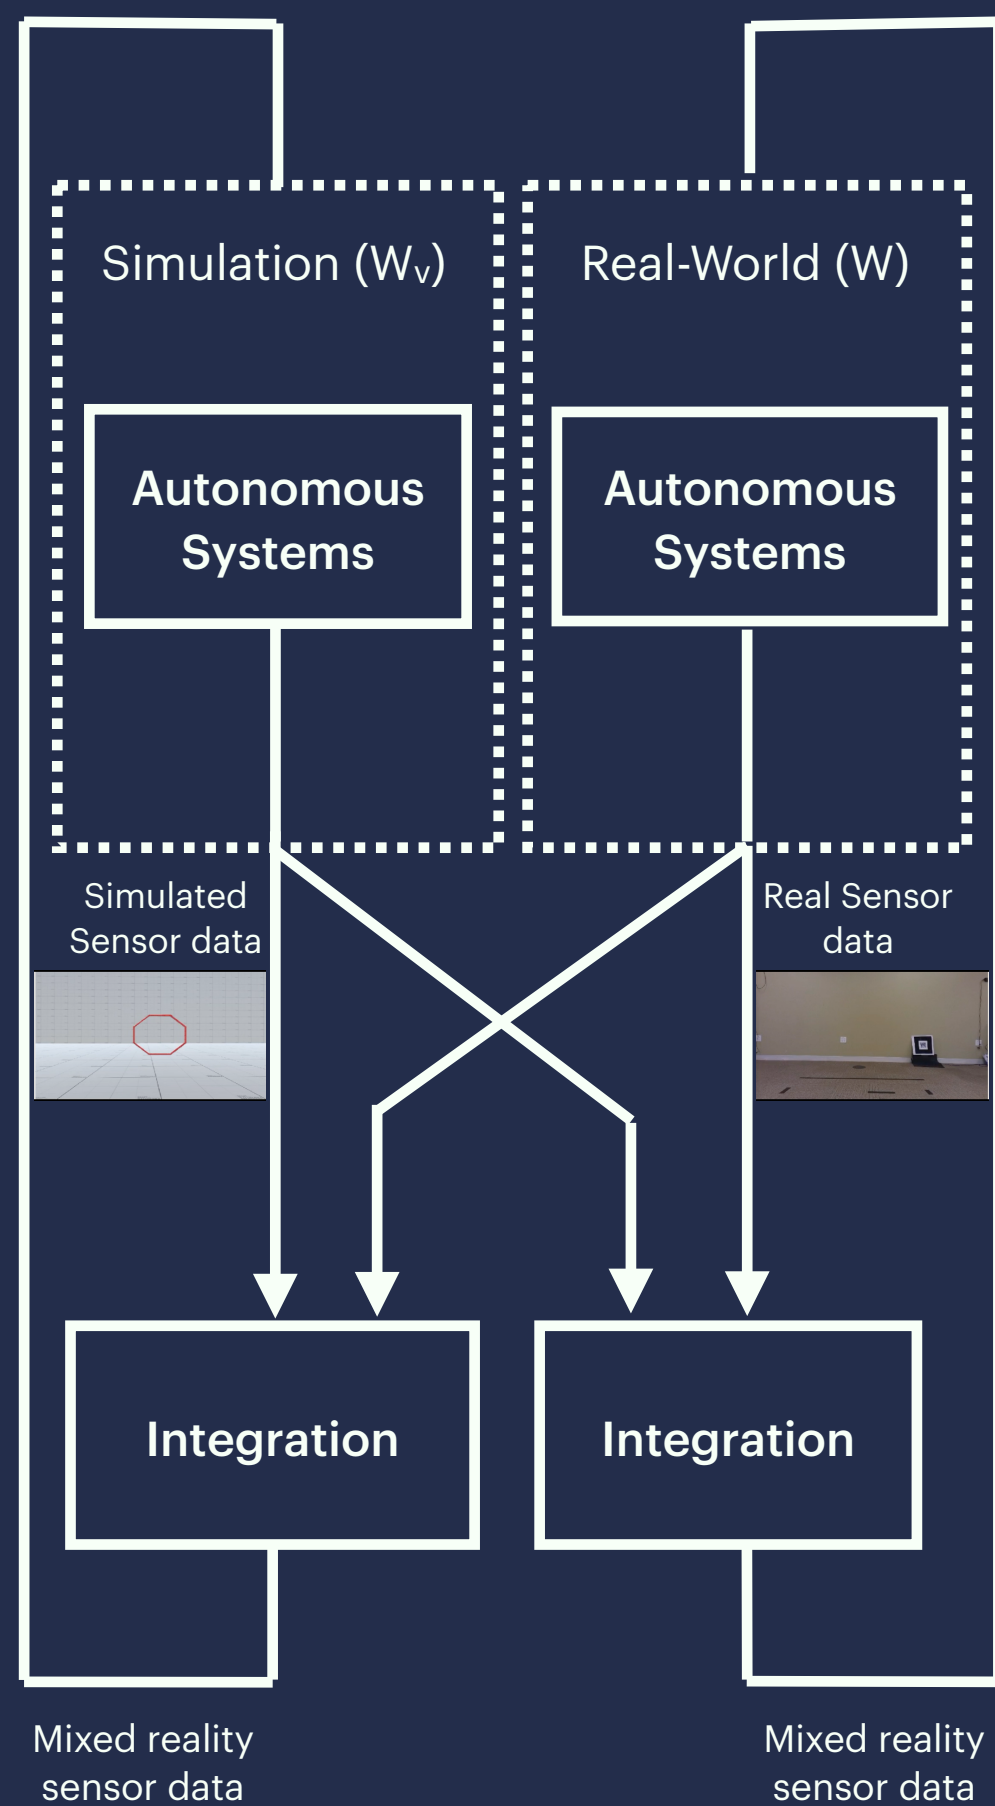 Simulation (Wᵥ)
Real-World (W)
Autonomous
Systems
Autonomous
Systems
Simulated
Sensor data
Real Sensor
data
Integration
Integration
Mixed reality
sensor data
Mixed reality
sensor data